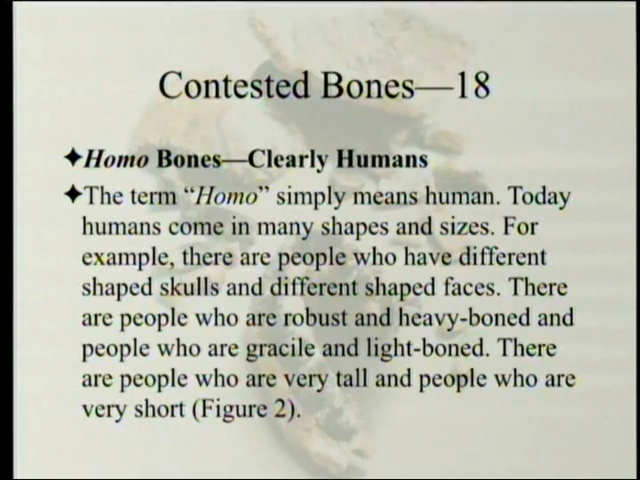 Contested Bones—18
✦Homo Bones—Clearly Humans
✦The term “Homo” simply means human. Today
humans come in many shapes and sizes. For
example, there are people who have different
shaped skulls and different shaped faces. There
are people who are robust and heavy-boned and
people who are gracile and light-boned. There
are people who are very tall and people who are
very short (Figure 2).